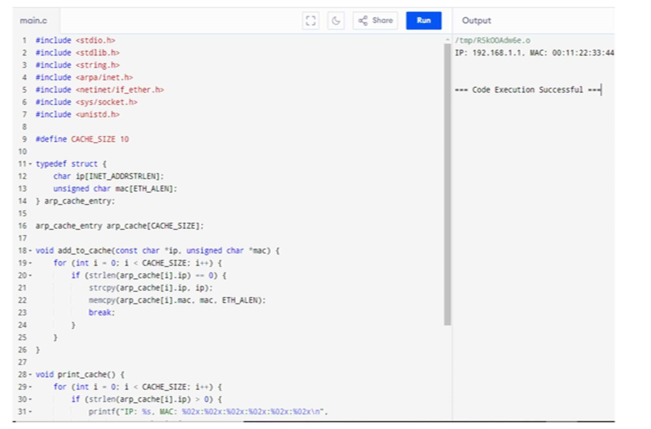 main.c
Share
Run
Output
1 #include <stdio.h>
2 #include <stdlib.h>
3 #include <string.h>
4 #include <arpa/inet.h>
5 #include <netinet/if_ether.h>
6 #include <sys/socket.h>
7 #include <unistd.h>
8
9 #define CACHE_SIZE 10
10
11 typedef struct {
12 char ip[INET_ADDRSTRLEN];
13 unsigned char mac[ETH_ALEN];
14 } arp_cache_entry;
15
16 arp_cache_entry arp_cache[CACHE_SIZE];
17
18 void add_to_cache(const char *ip, unsigned char *mac) {
19 for (int i = 0; i < CACHE_SIZE; i++) {
20 if (strlen(arp_cache[i].ip) == 0) {
21 strcpy(arp_cache[i].ip, ip);
22 memcpy(arp_cache[i].mac, mac, ETH_ALEN);
23 break;
24 }
25 }
26 }
27
28 void print_cache() {
29 for (int i = 0; i < CACHE_SIZE; i++) {
30 if (strlen(arp_cache[i].ip) > 0) {
31 printf("IP: %s, MAC: %02x:%02x:%02x:%02x:%02x:%02x\n",
/tmp/RSkOOAdw6e.o
IP: 192.168.1.1, MAC: 00:11:22:33:44
=== Code Execution Successful ===